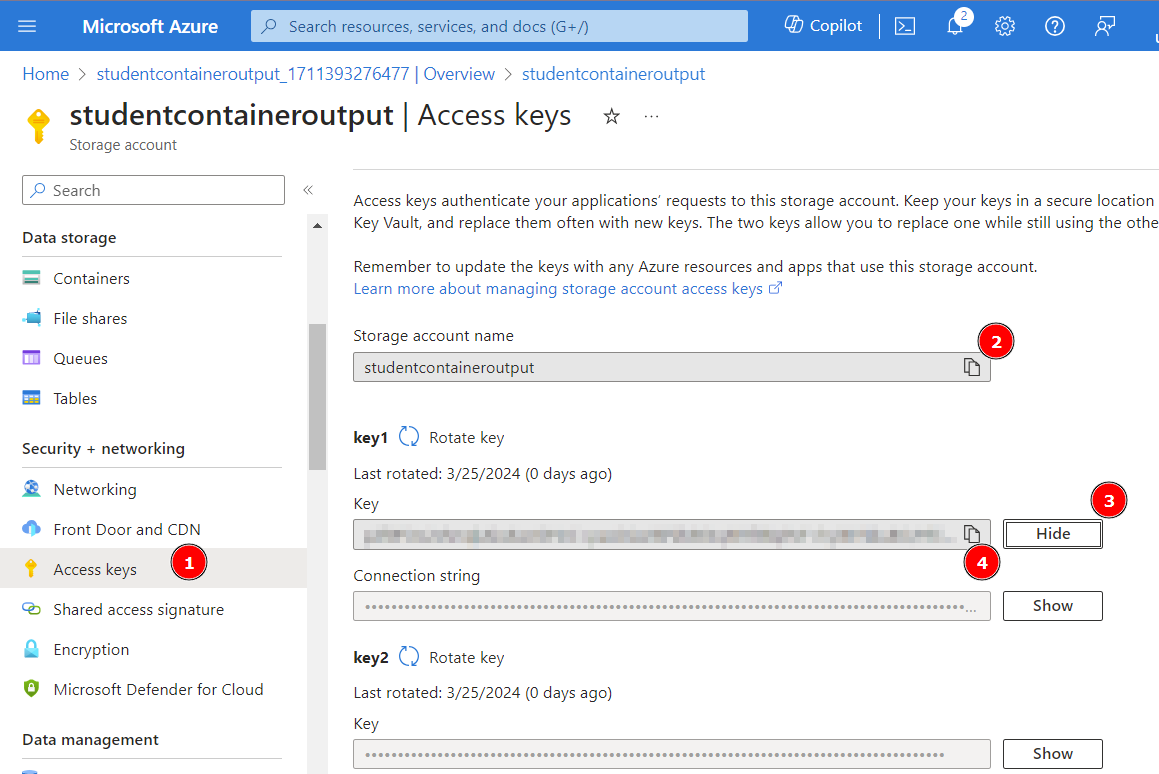 Microsoft Azure
Search resources, services, and docs (G+/)
Copilot
2
Home > studentcontaineroutput_1711393276477 | Overview > studentcontaineroutput
studentcontaineroutput | Access keys
...
Storage account
Search
«
Data storage
Containers
File shares
Queues
Tables
Security + networking
Networking
Front Door and CDN
Access keys
1
Shared access signature
Encryption
Microsoft Defender for Cloud
Data management
Access keys authenticate your applications' requests to this storage account. Keep your keys in a secure location
Key Vault, and replace them often with new keys. The two keys allow you to replace one while still using the othe
Remember to update the keys with any Azure resources and apps that use this storage account.
Learn more about managing storage account access keys
Storage account name
2
studentcontaineroutput
key1 Rotate key
Last rotated: 3/25/2024 (0 days ago)
Key
3
Hide
4
Connection string
Show
key2 Rotate key
Last rotated: 3/25/2024 (0 days ago)
Key
Show